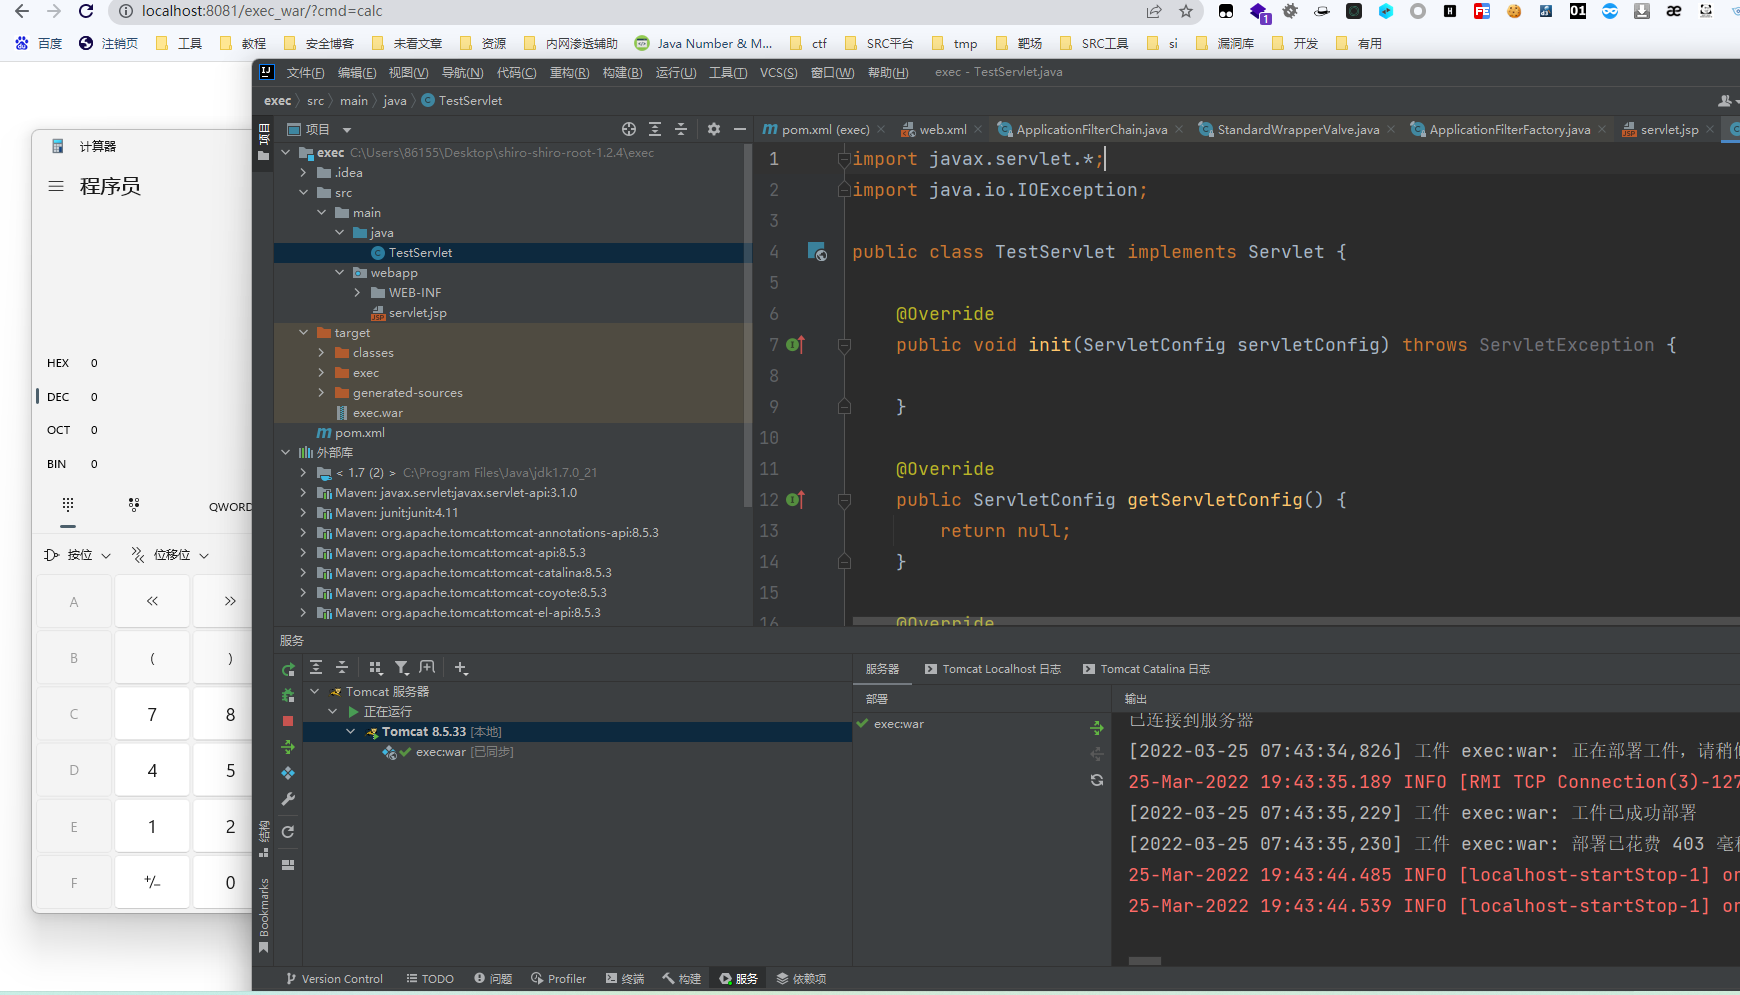 localhost:8081/exec_war/?cmd=calc
百度 注销页 工具 教程 安全博客 未看文章 资源 内网渗透辅助 Java Number & M... ctf SRC平台 tmp 靶场 SRC工具 si 漏洞库 开发 有用
文件(F) 编辑(E) 视图(V) 导航(N) 代码(C) 重构(R) 构建(B) 运行(U) 工具(T) VCS(S) 窗口(W) 帮助(H) exec - TestServlet.java
exec src main java TestServlet
项目
pom.xml (exec) web.xml ApplicationFilterChain.java StandardWrapperValve.java ApplicationFilterFactory.java servlet.jsp
计算器
程序员
HEX 0
DEC 0
OCT 0
BIN 0
QWORD
按位 位移位
A << >>
B ( )
C 7 8
D 4 5
E 1 2
F +/- 0
项目
exec C:\Users\86155\Desktop\shiro-shiro-root-1.2.4\exec
.idea
src
main
java
TestServlet
webapp
WEB-INF
servlet.jsp
target
classes
exec
generated-sources
exec.war
pom.xml
外部库
< 1.7 (2) > C:\Program Files\Java\jdk1.7.0_21
Maven: javax.servlet:javax.servlet-api:3.1.0
Maven: junit:junit:4.11
Maven: org.apache.tomcat:tomcat-annotations-api:8.5.3
Maven: org.apache.tomcat:tomcat-api:8.5.3
Maven: org.apache.tomcat:tomcat-catalina:8.5.3
Maven: org.apache.tomcat:tomcat-coyote:8.5.3
Maven: org.apache.tomcat:tomcat-el-api:8.5.3
1 import javax.servlet.*;
2 import java.io.IOException;
3
4 public class TestServlet implements Servlet {
5
6 @Override
7 public void init(ServletConfig servletConfig) throws ServletException {
8
9 }
10
11 @Override
12 public ServletConfig getServletConfig() {
13 return null;
14 }
15
16 @Override
服务
Tomcat 服务器
正在运行
Tomcat 8.5.33 [本地]
exec:war [已同步]
服务器 Tomcat Localhost 日志 Tomcat Catalina 日志
部署 输出
exec:war
已连接到服务器
[2022-03-25 07:43:34,826] 工件 exec:war: 正在部署工件，请稍
25-Mar-2022 19:43:35.189 INFO [RMI TCP Connection(3)-127
[2022-03-25 07:43:35,229] 工件 exec:war: 工件已成功部署
[2022-03-25 07:43:35,230] 工件 exec:war: 部署已花费 403 毫
25-Mar-2022 19:43:44.485 INFO [localhost-startStop-1] or
25-Mar-2022 19:43:44.539 INFO [localhost-startStop-1] or
结构
Bookmarks
Version Control TODO 问题 Profiler 终端 构建 服务 依赖项